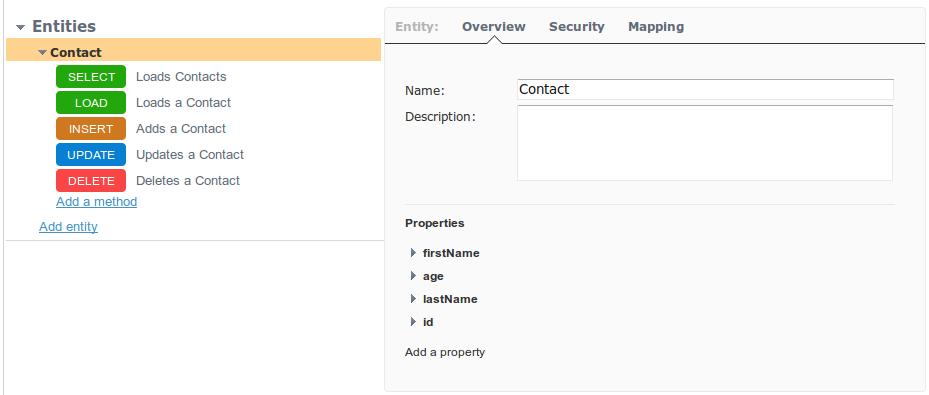 Entities
Contact
SELECT Loads Contacts
LOAD Loads a Contact
INSERT Adds a Contact
UPDATE Updates a Contact
DELETE Deletes a Contact
Add a method
Add entity
Entity: Overview Security Mapping
Name: Contact
Description:
Properties
firstName
age
lastName
id
Add a property